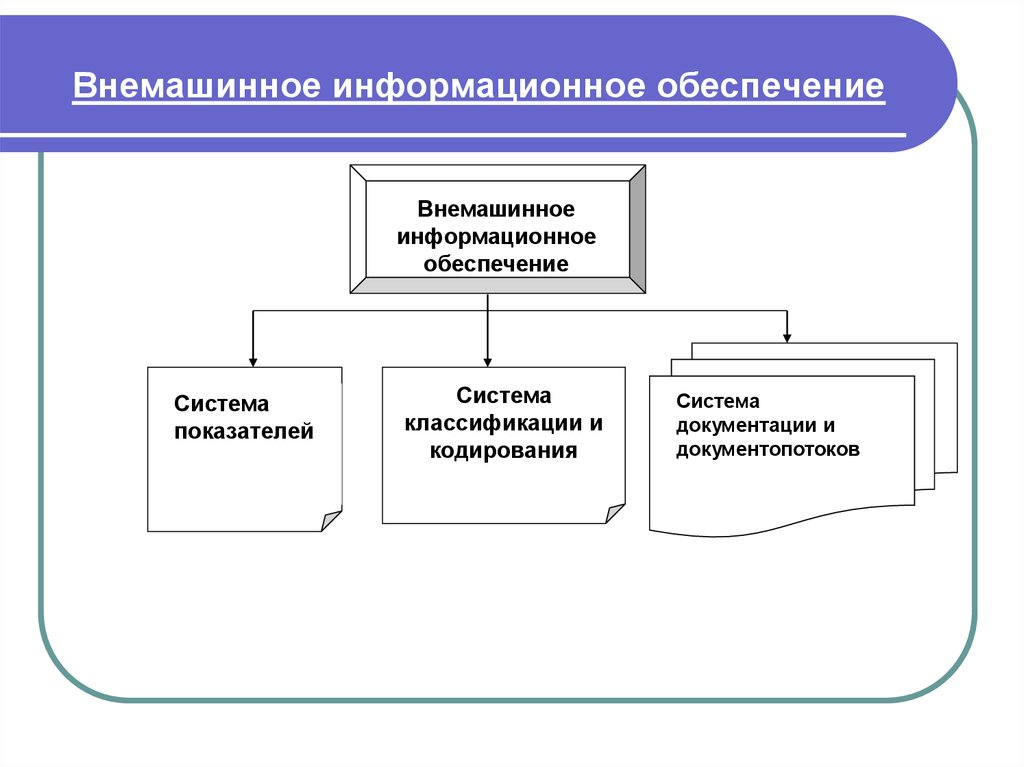 Внемашинное информационное обеспечение
Внемашинное
информационное
обеспечение
Система
показателей
Система
классификации и
кодирования
Система
документации и
документопотоков